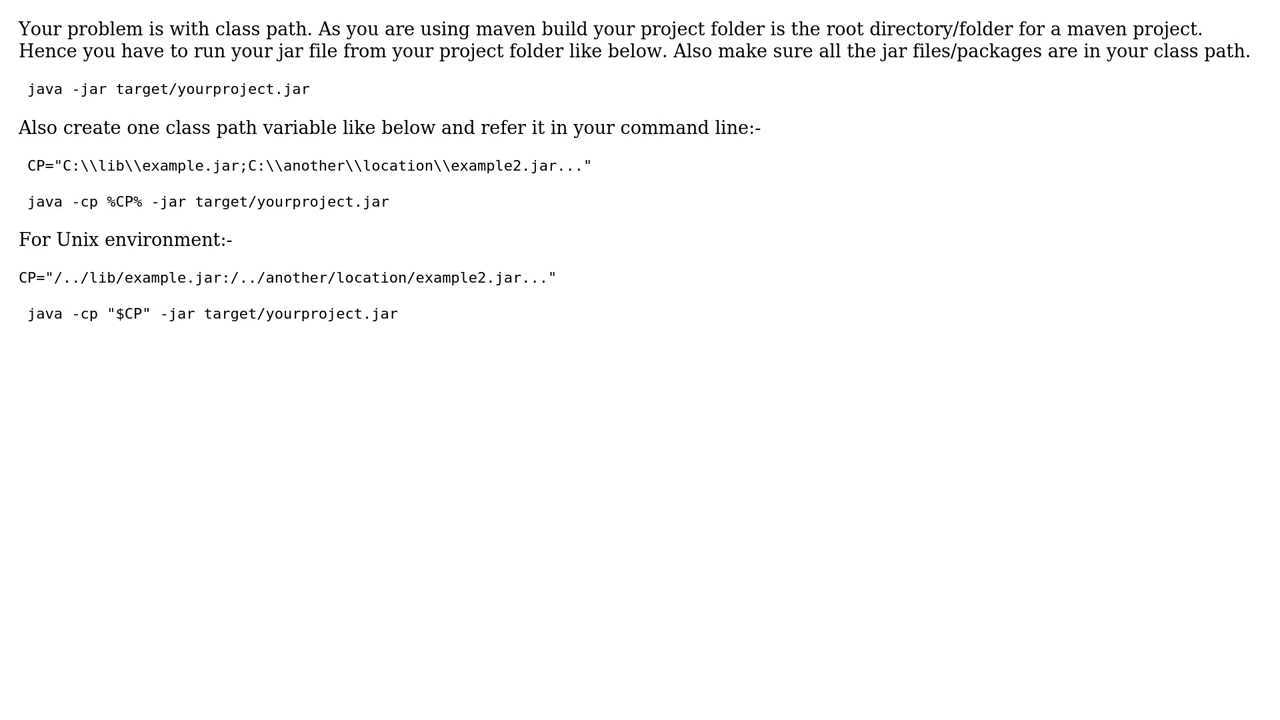 Your problem is with class path. As you are using maven build your project folder is the root directory/folder for a maven project.
Hence you have to run your jar file from your project folder like below. Also make sure all the jar files/packages are in your class path.
java -jar target/yourproject.jar
Also create one class path variable like below and refer it in your command line:-
CP="C:\\lib\\example.jar;C:\\another\\location\\example2.jar..."
java -cp %CP% -jar target/yourproject.jar
For Unix environment:-
CP="/../lib/example.jar:/../another/location/example2.jar..."
java -cp "$CP" -jar target/yourproject.jar